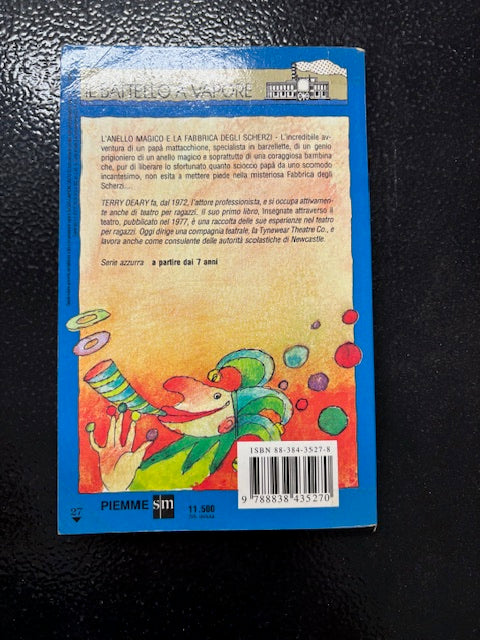 IL BATTELLO A VAPORE
L'ANELLO MAGICO E LA FABBRICA DEGLI SCHERZI - L'incredibile av-
ventura di un papà mattacchione, specialista in barzellette, di un genio
prigioniero di un anello magico e soprattutto di una coraggiosa bambina
che, pur di liberare lo sfortunato quanto sciocco papà da uno scomodo
incantesimo, non esita a mettere piede nella misteriosa Fabbrica degli
Scherzi....
TERRY DEARY fa, dal 1972, l'attore professionista, e si occupa attivamen-
te anche di teatro per ragazzi. Il suo primo libro, Insegnate attraverso il
teatro, pubblicato nel 1977, è una raccolta delle sue esperienze nel teatro
per ragazzi. Oggi dirige una compagnia teatrale, la Tynewear Theatre Co., e
lavora anche come consulente delle autorità scolastiche di Newcastle.
Serie azzurra a partire dai 7 anni
ISBN 88-384-3527-8
9 788838 435270
27
PIEMME sm
11.500